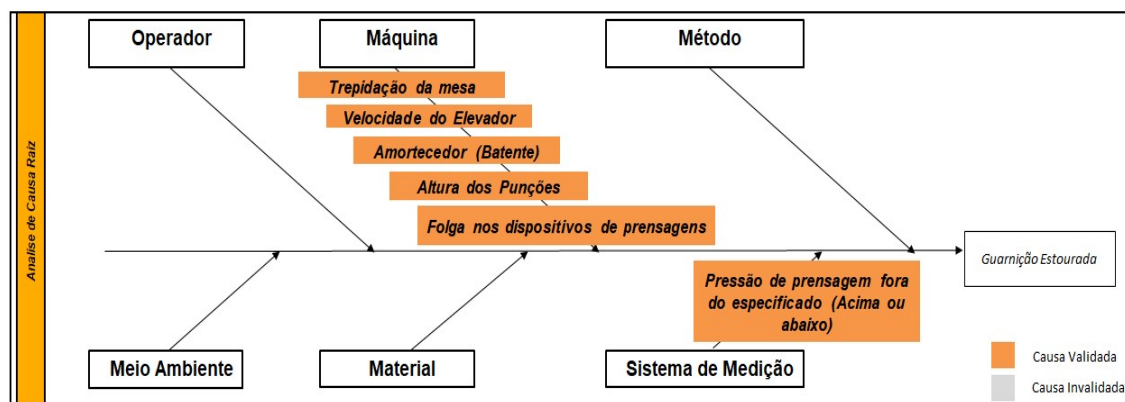 Analise de Causa Raiz
Operador
Máquina
Método
Trepidação da mesa
Velocidade do Elevador
Amortecedor (Batente)
Altura dos Punções
Folga nos dispositivos de prensagens
Guarnição Estourada
Pressão de prensagem fora
do especificado (Acima ou
abaixo)
Meio Ambiente
Material
Sistema de Medição
Causa Validada
Causa Invalidada